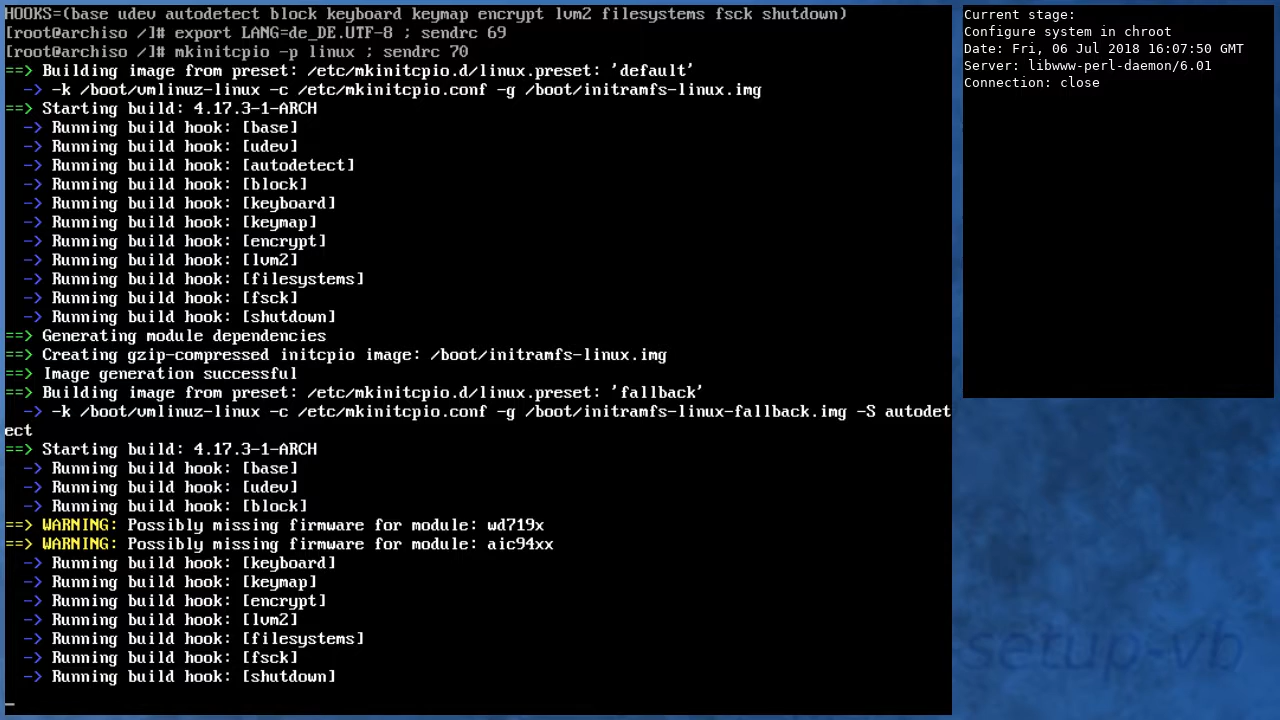 HOOKS=(base udev autodetect block keyboard keymap encrypt lvm2 filesystems fsck shutdown)
[root@archiso /]# export LANG=de_DE.UTF-8 ; sendrc 69
[root@archiso /]# mkinitcpio -p linux ; sendrc 70
==> Building image from preset: /etc/mkinitcpio.d/linux.preset: 'default'
  -> -k /boot/vmlinuz-linux -c /etc/mkinitcpio.conf -g /boot/initramfs-linux.img
==> Starting build: 4.17.3-1-ARCH
  -> Running build hook: [base]
  -> Running build hook: [udev]
  -> Running build hook: [autodetect]
  -> Running build hook: [block]
  -> Running build hook: [keyboard]
  -> Running build hook: [keymap]
  -> Running build hook: [encrypt]
  -> Running build hook: [lvm2]
  -> Running build hook: [filesystems]
  -> Running build hook: [fsck]
  -> Running build hook: [shutdown]
==> Generating module dependencies
==> Creating gzip-compressed initcpio image: /boot/initramfs-linux.img
==> Image generation successful
==> Building image from preset: /etc/mkinitcpio.d/linux.preset: 'fallback'
  -> -k /boot/vmlinuz-linux -c /etc/mkinitcpio.conf -g /boot/initramfs-linux-fallback.img -S autodet
ect
==> Starting build: 4.17.3-1-ARCH
  -> Running build hook: [base]
  -> Running build hook: [udev]
  -> Running build hook: [block]
==> WARNING: Possibly missing firmware for module: wd719x
==> WARNING: Possibly missing firmware for module: aic94xx
  -> Running build hook: [keyboard]
  -> Running build hook: [keymap]
  -> Running build hook: [encrypt]
  -> Running build hook: [lvm2]
  -> Running build hook: [filesystems]
  -> Running build hook: [fsck]
  -> Running build hook: [shutdown]
Current stage:
Configure system in chroot
Date: Fri, 06 Jul 2018 16:07:50 GMT
Server: libwww-perl-daemon/6.01
Connection: close
setup-vb